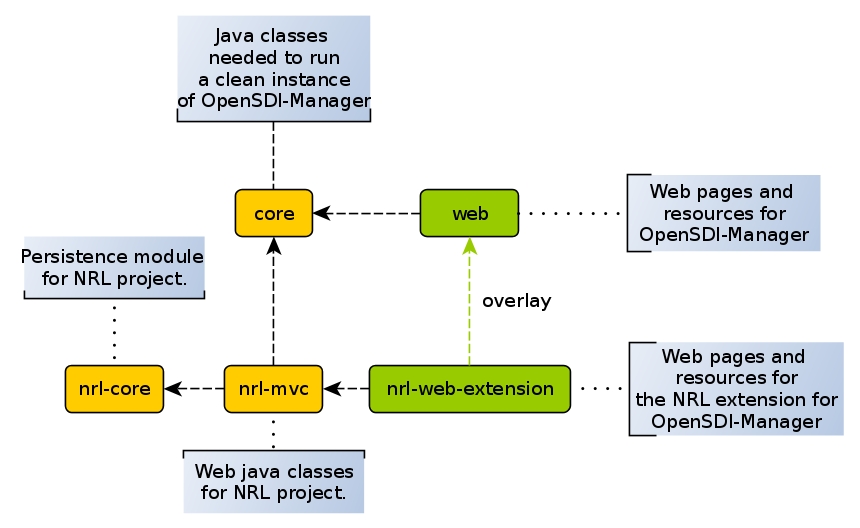 Java classes
needed to run
a clean instance
of OpenSDI-Manager
core
web
Web pages and
resources for
OpenSDI-Manager
Persistence module
for NRL project.
overlay
nrl-core
nrl-mvc
nrl-web-extension
Web pages and
resources for
the NRL extension for
OpenSDI-Manager
Web java classes
for NRL project.